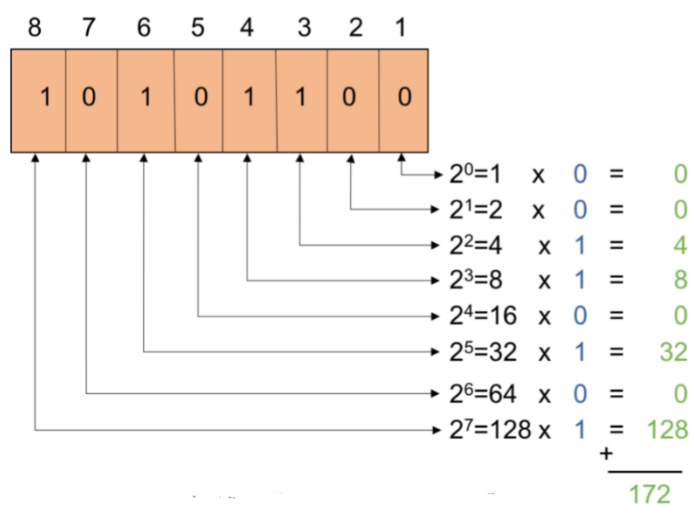 8 7 6 5 4 3 2 1
1 0 1 0 1 1 0 0
2⁰=1 x 0 = 0
2¹=2 x 0 = 0
2²=4 x 1 = 4
2³=8 x 1 = 8
2⁴=16 x 0 = 0
2⁵=32 x 1 = 32
2⁶=64 x 0 = 0
2⁷=128 x 1 = 128
+
172